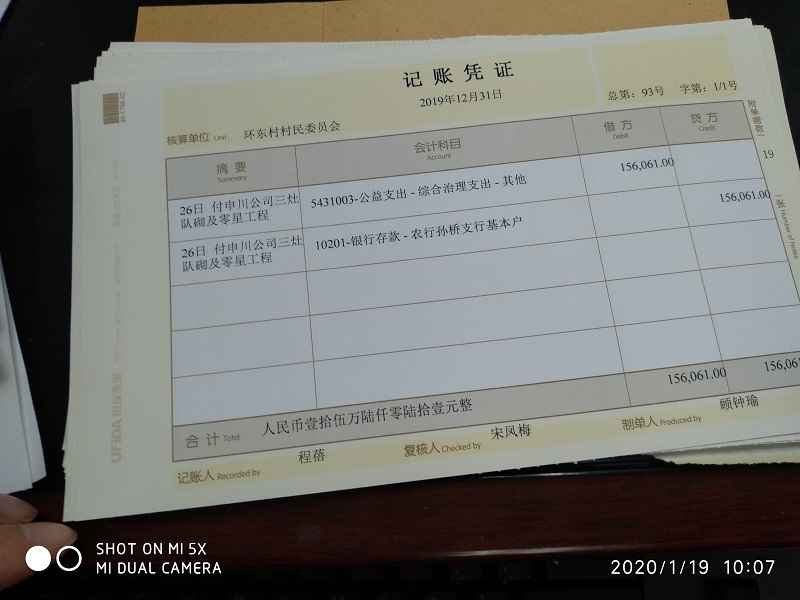 记账凭证
2019年12月31日
总第：93号 字第：1/1号
核算单位 Unit 环东村村民委员会
附单据数 19 张 Number of Notes
摘要 会计科目 借方 贷方
Summary Account Debit Credit
26日 付申川公司三灶 5431003-公益支出 - 综合治理支出 - 其他 156,061.00
队砌及零星工程
26日 付申川公司三灶 10201-银行存款 - 农行孙桥支行基本户 156,061.00
队砌及零星工程
合计 Total 人民币壹拾伍万陆仟零陆拾壹元整 156,061.00 156,061
记账人 Recorded by 程蓓 复核人 Checked by 宋凤梅 制单人 Produced by 顾钟瑜
UFIDA
SHOT ON MI 5X
MI DUAL CAMERA
2020/1/19 10:07